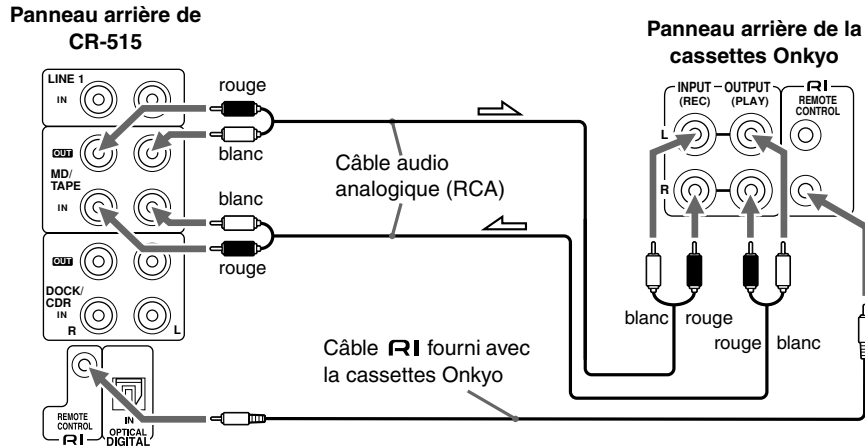 Panneau arrière de
CR-515
Panneau arrière de la
cassettes Onkyo
LINE 1
IN
OUT
MD/
TAPE
IN
OUT
DOCK/
CDR
IN
R
L
REMOTE
CONTROL
RI
IN
OPTICAL
DIGITAL
rouge
blanc
Câble audio
analogique (RCA)
blanc
rouge
INPUT
(REC)
OUTPUT
(PLAY)
RI
REMOTE
CONTROL
L
R
blanc
rouge
rouge
blanc
Câble RI fourni avec
la cassettes Onkyo